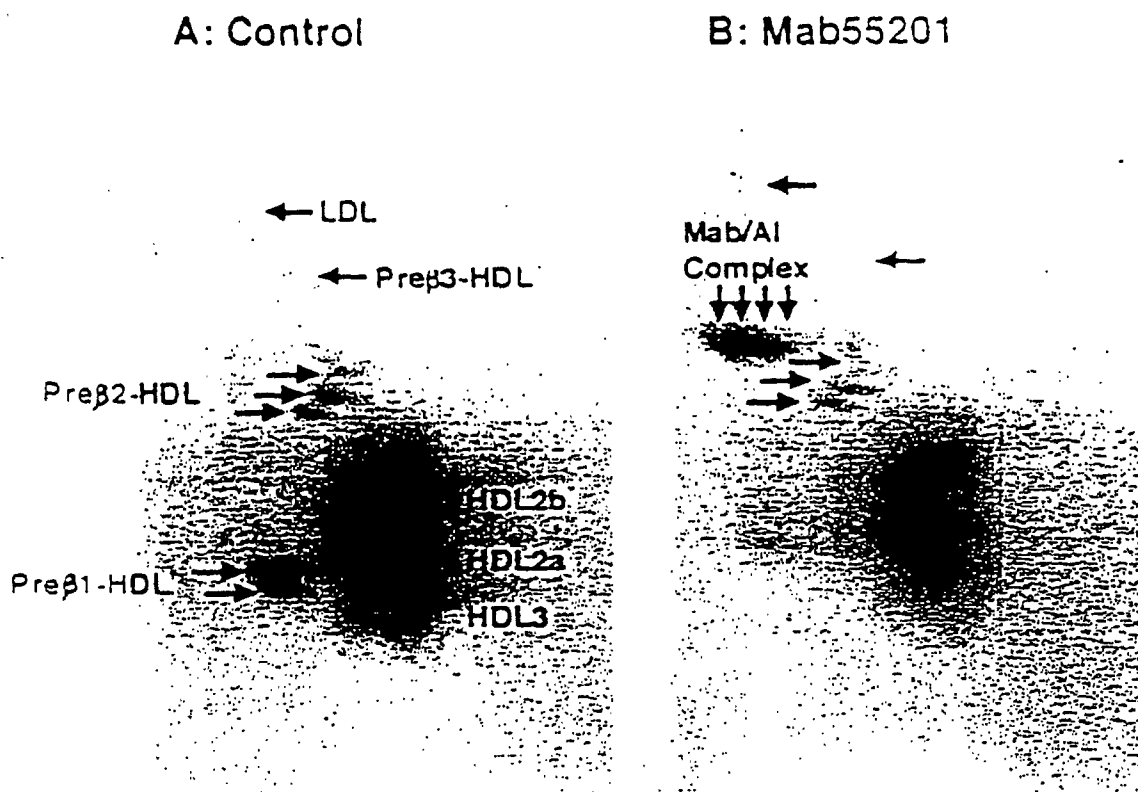 A: Control
B: Mab55201
LDL
Preβ3-HDL
Mab/AI
Complex
Preβ2-HDL
HDL2b
HDL2a
Preβ1-HDL
HDL3